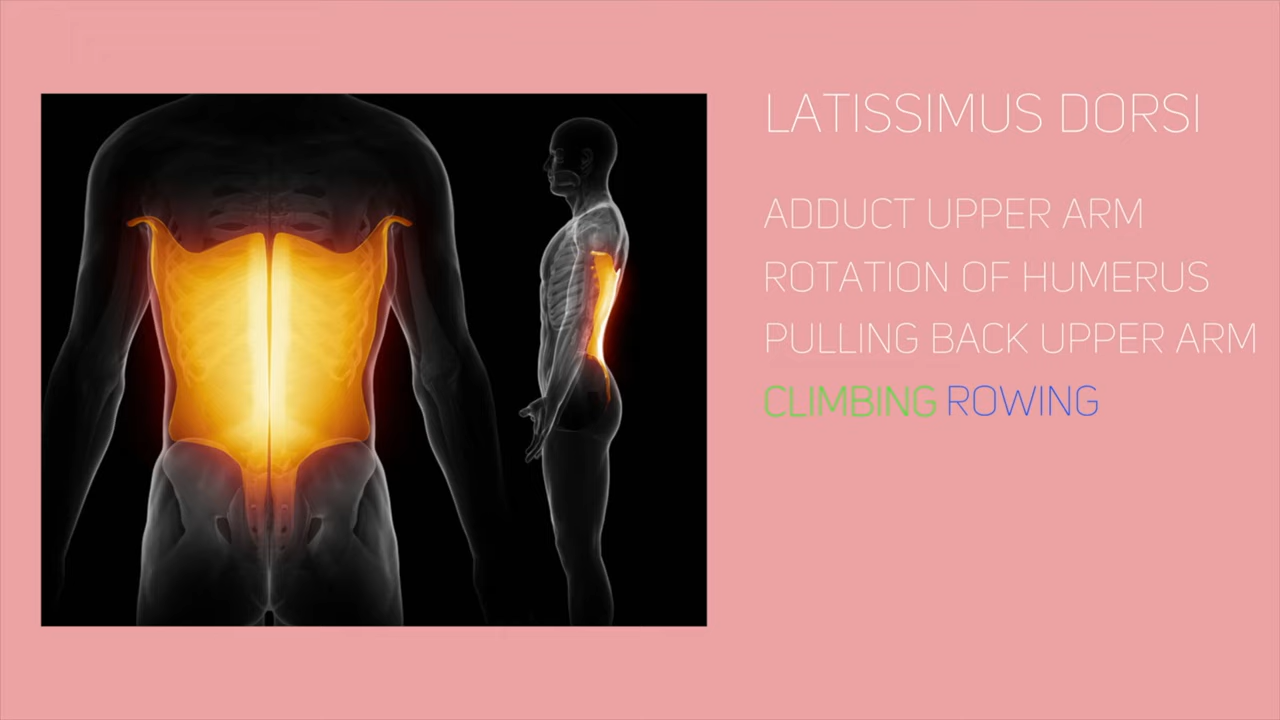 LATISSIMUS DORSI
ADDUCT UPPER ARM
ROTATION OF HUMERUS
PULLING BACK UPPER ARM
CLIMBING ROWING